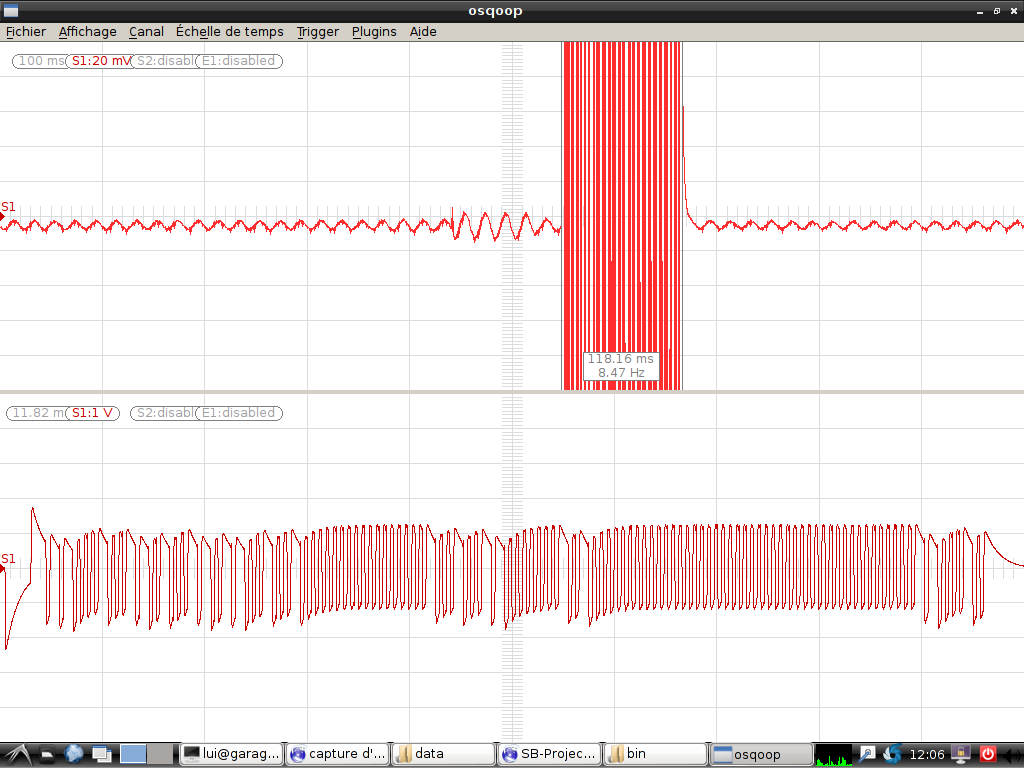 osqoop
Fichier Affichage Canal Échelle de temps Trigger Plugins Aide
100 ms S1:20 mV S2:disabl E1:disabled
S1
118.16 ms
8.47 Hz
11.82 m S1:1 V S2:disabl E1:disabled
S1
lui@garag... capture d'... data SB-Projec... bin osqoop 12:06